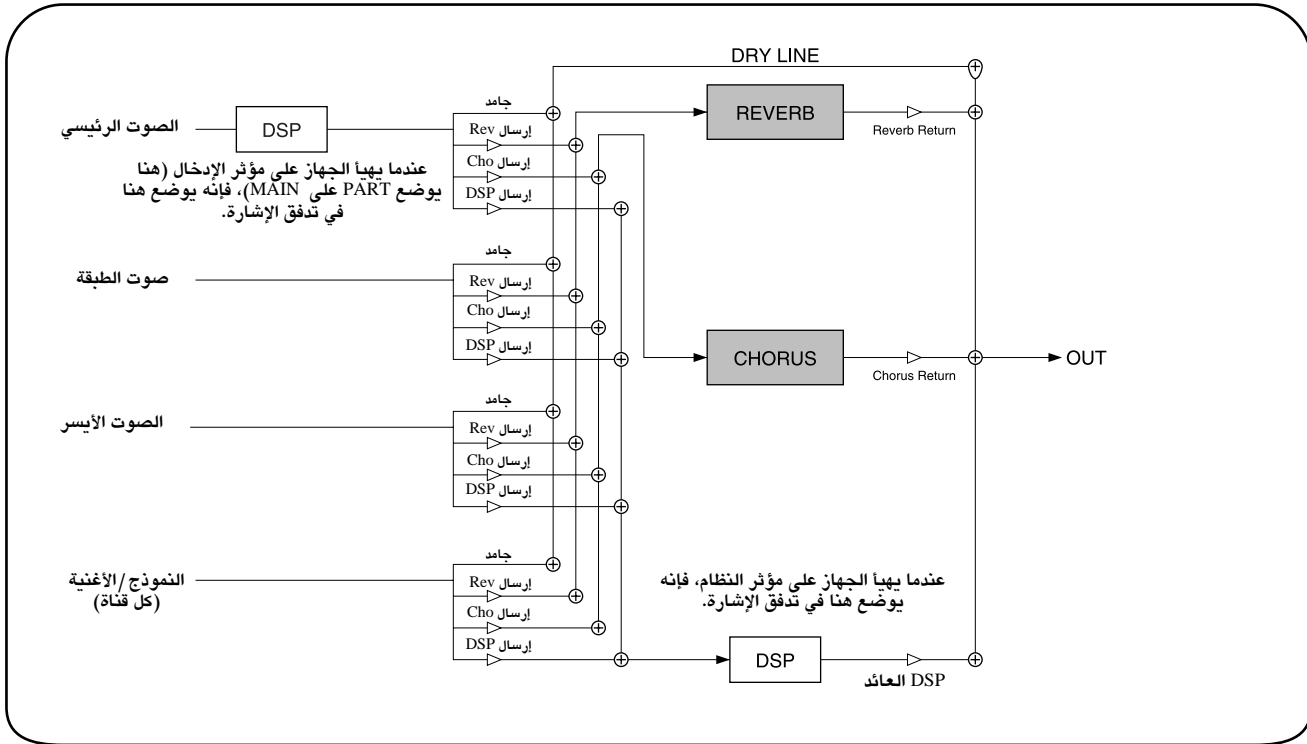 DRY LINE
الصوت الرئيسي
DSP
عندما يهيأ الجهاز على مؤثر الإدخال (هنا
يوضع PART على MAIN)، فإنه يوضع هنا
في تدفق الإشارة.
جامد
إرسال Rev
إرسال Cho
إرسال DSP
REVERB
Reverb Return
صوت الطبقة
جامد
إرسال Rev
إرسال Cho
إرسال DSP
CHORUS
Chorus Return
OUT
الصوت الأيسر
جامد
إرسال Rev
إرسال Cho
إرسال DSP
النموذج/الأغنية
(كل قناة)
جامد
إرسال Rev
إرسال Cho
إرسال DSP
عندما يهيأ الجهاز على مؤثر النظام، فإنه
يوضع هنا في تدفق الإشارة.
DSP
DSP العائد